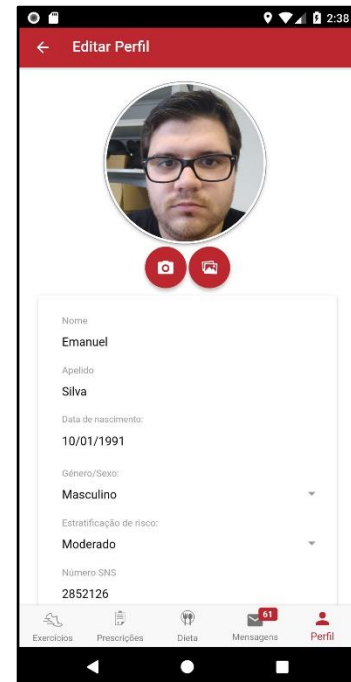 2:38
Editar Perfil
Nome
Emanuel
Apelido
Silva
Data de nascimento:
10/01/1991
Género/Sexo:
Masculino
Estratificação de risco:
Moderado
Número SNS
2852126
61
Exercícios Prescrições Dieta Mensagens Perfil